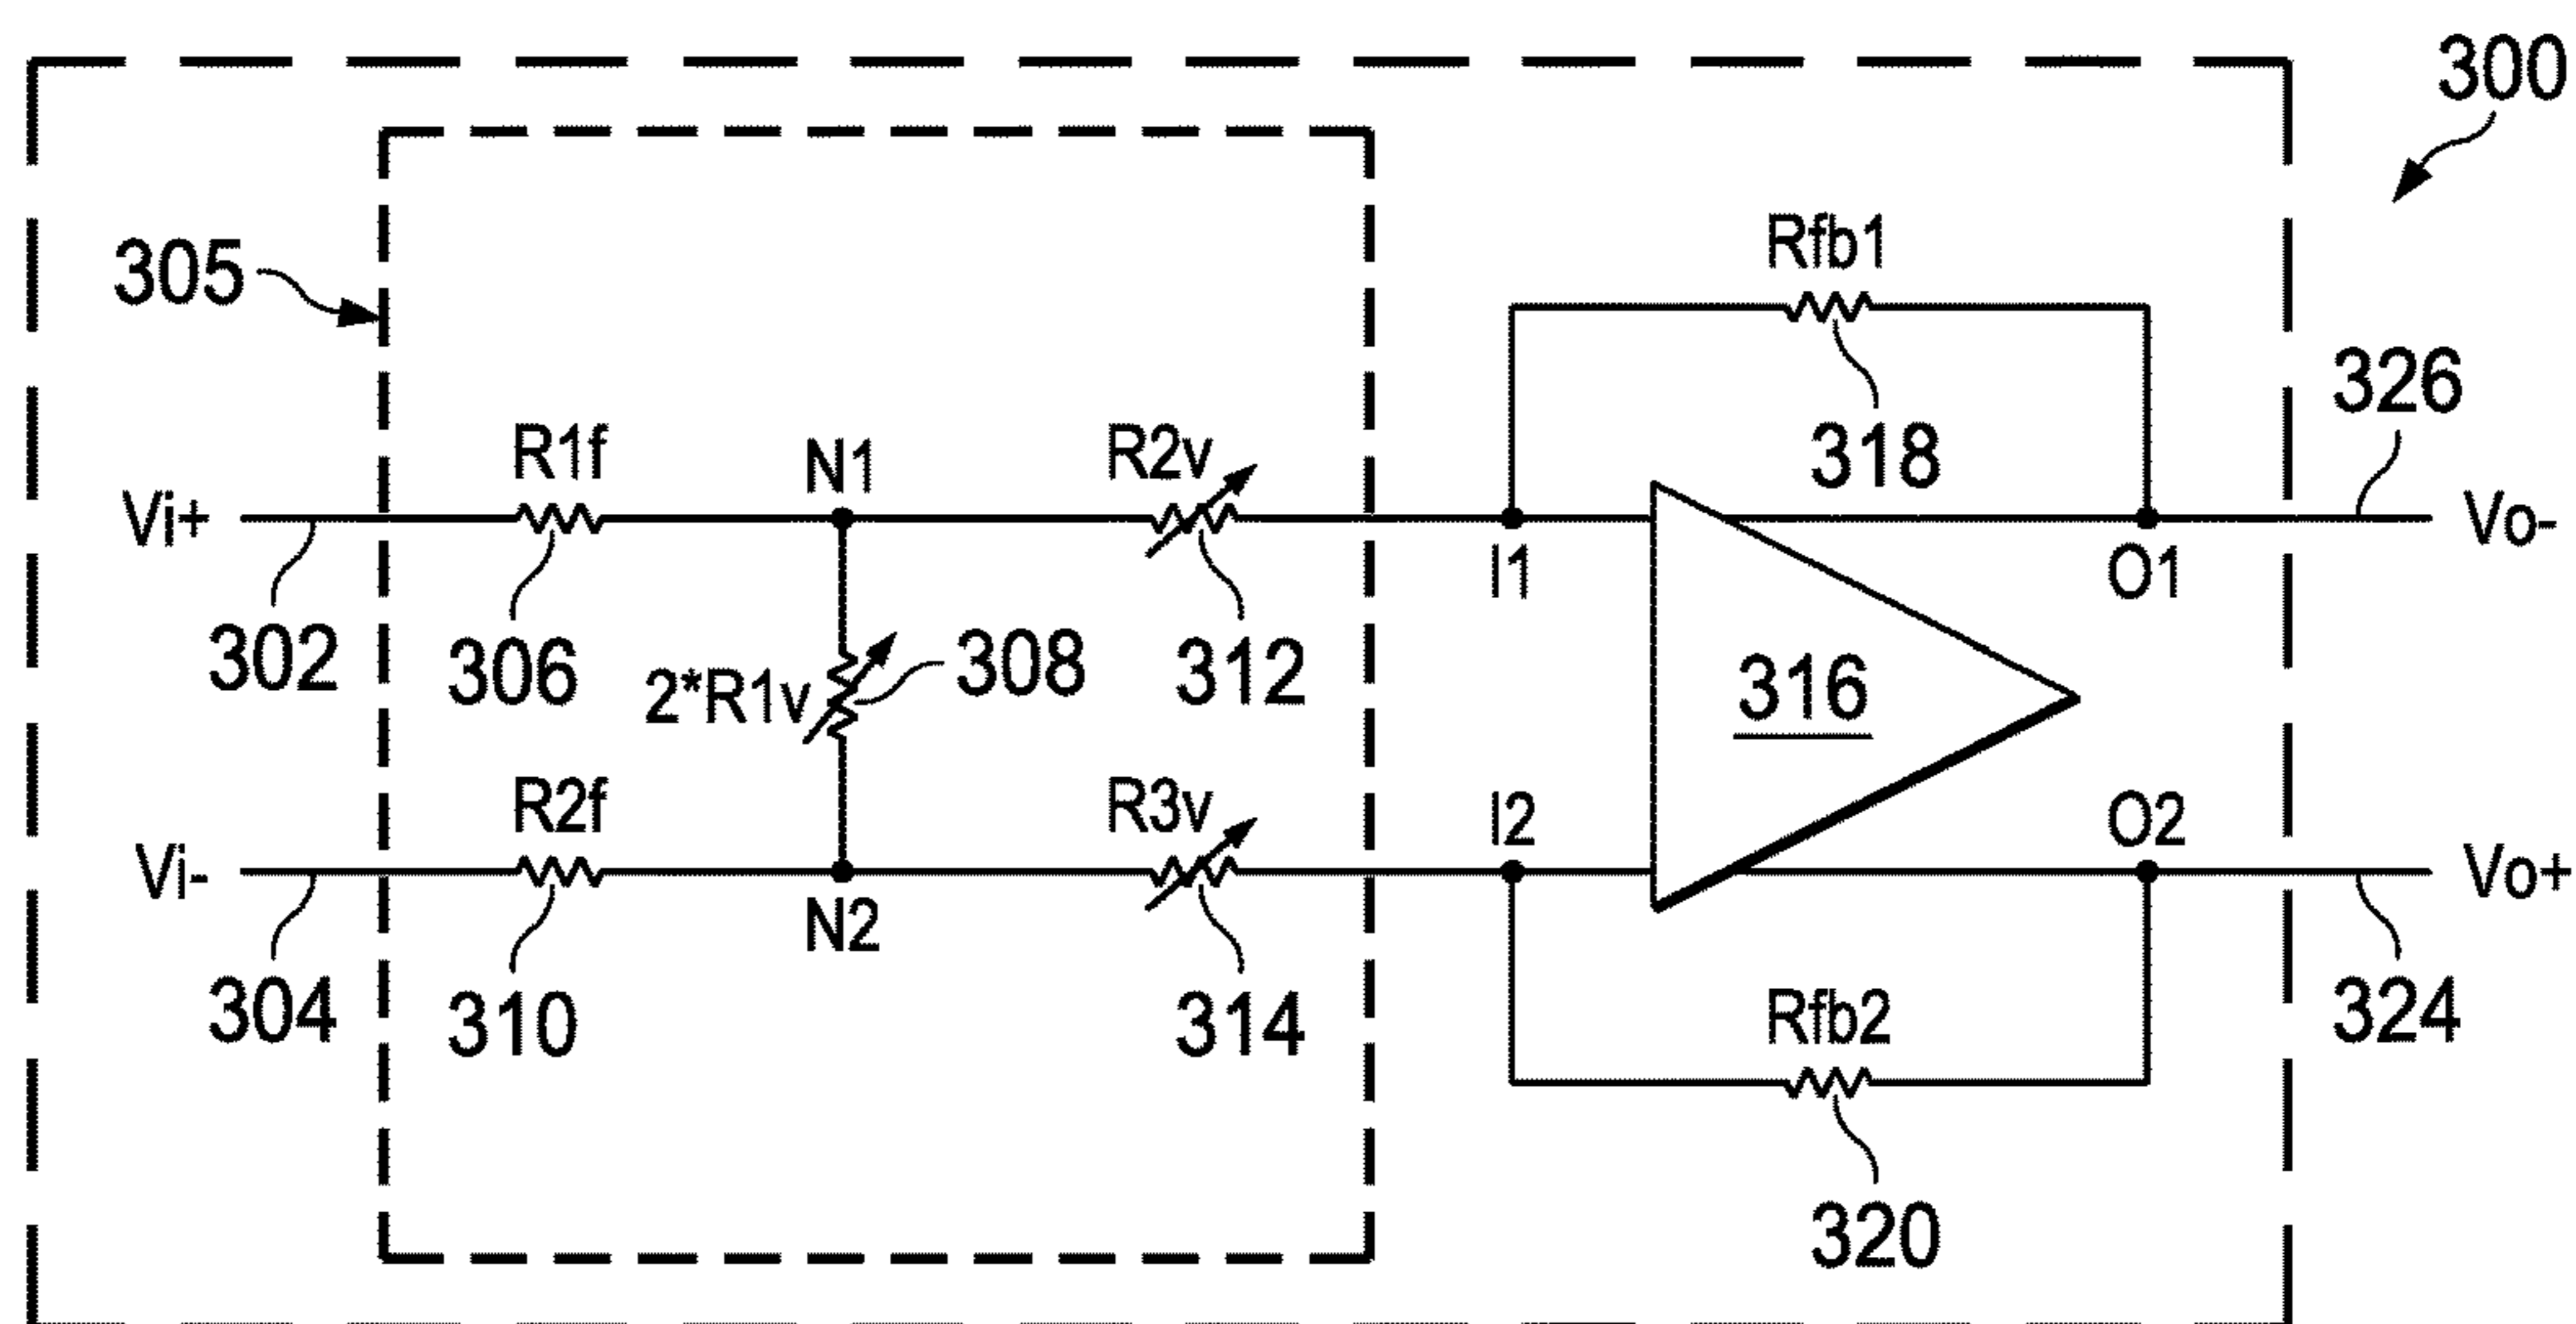 300
305
Rfb1
318
326
R1f
N1
R2v
Vi+
Vo-
I1
O1
302
306
2*R1v
308
312
316
R2f
R3v
I2
O2
Vi-
Vo+
N2
304
310
314
Rfb2
324
320